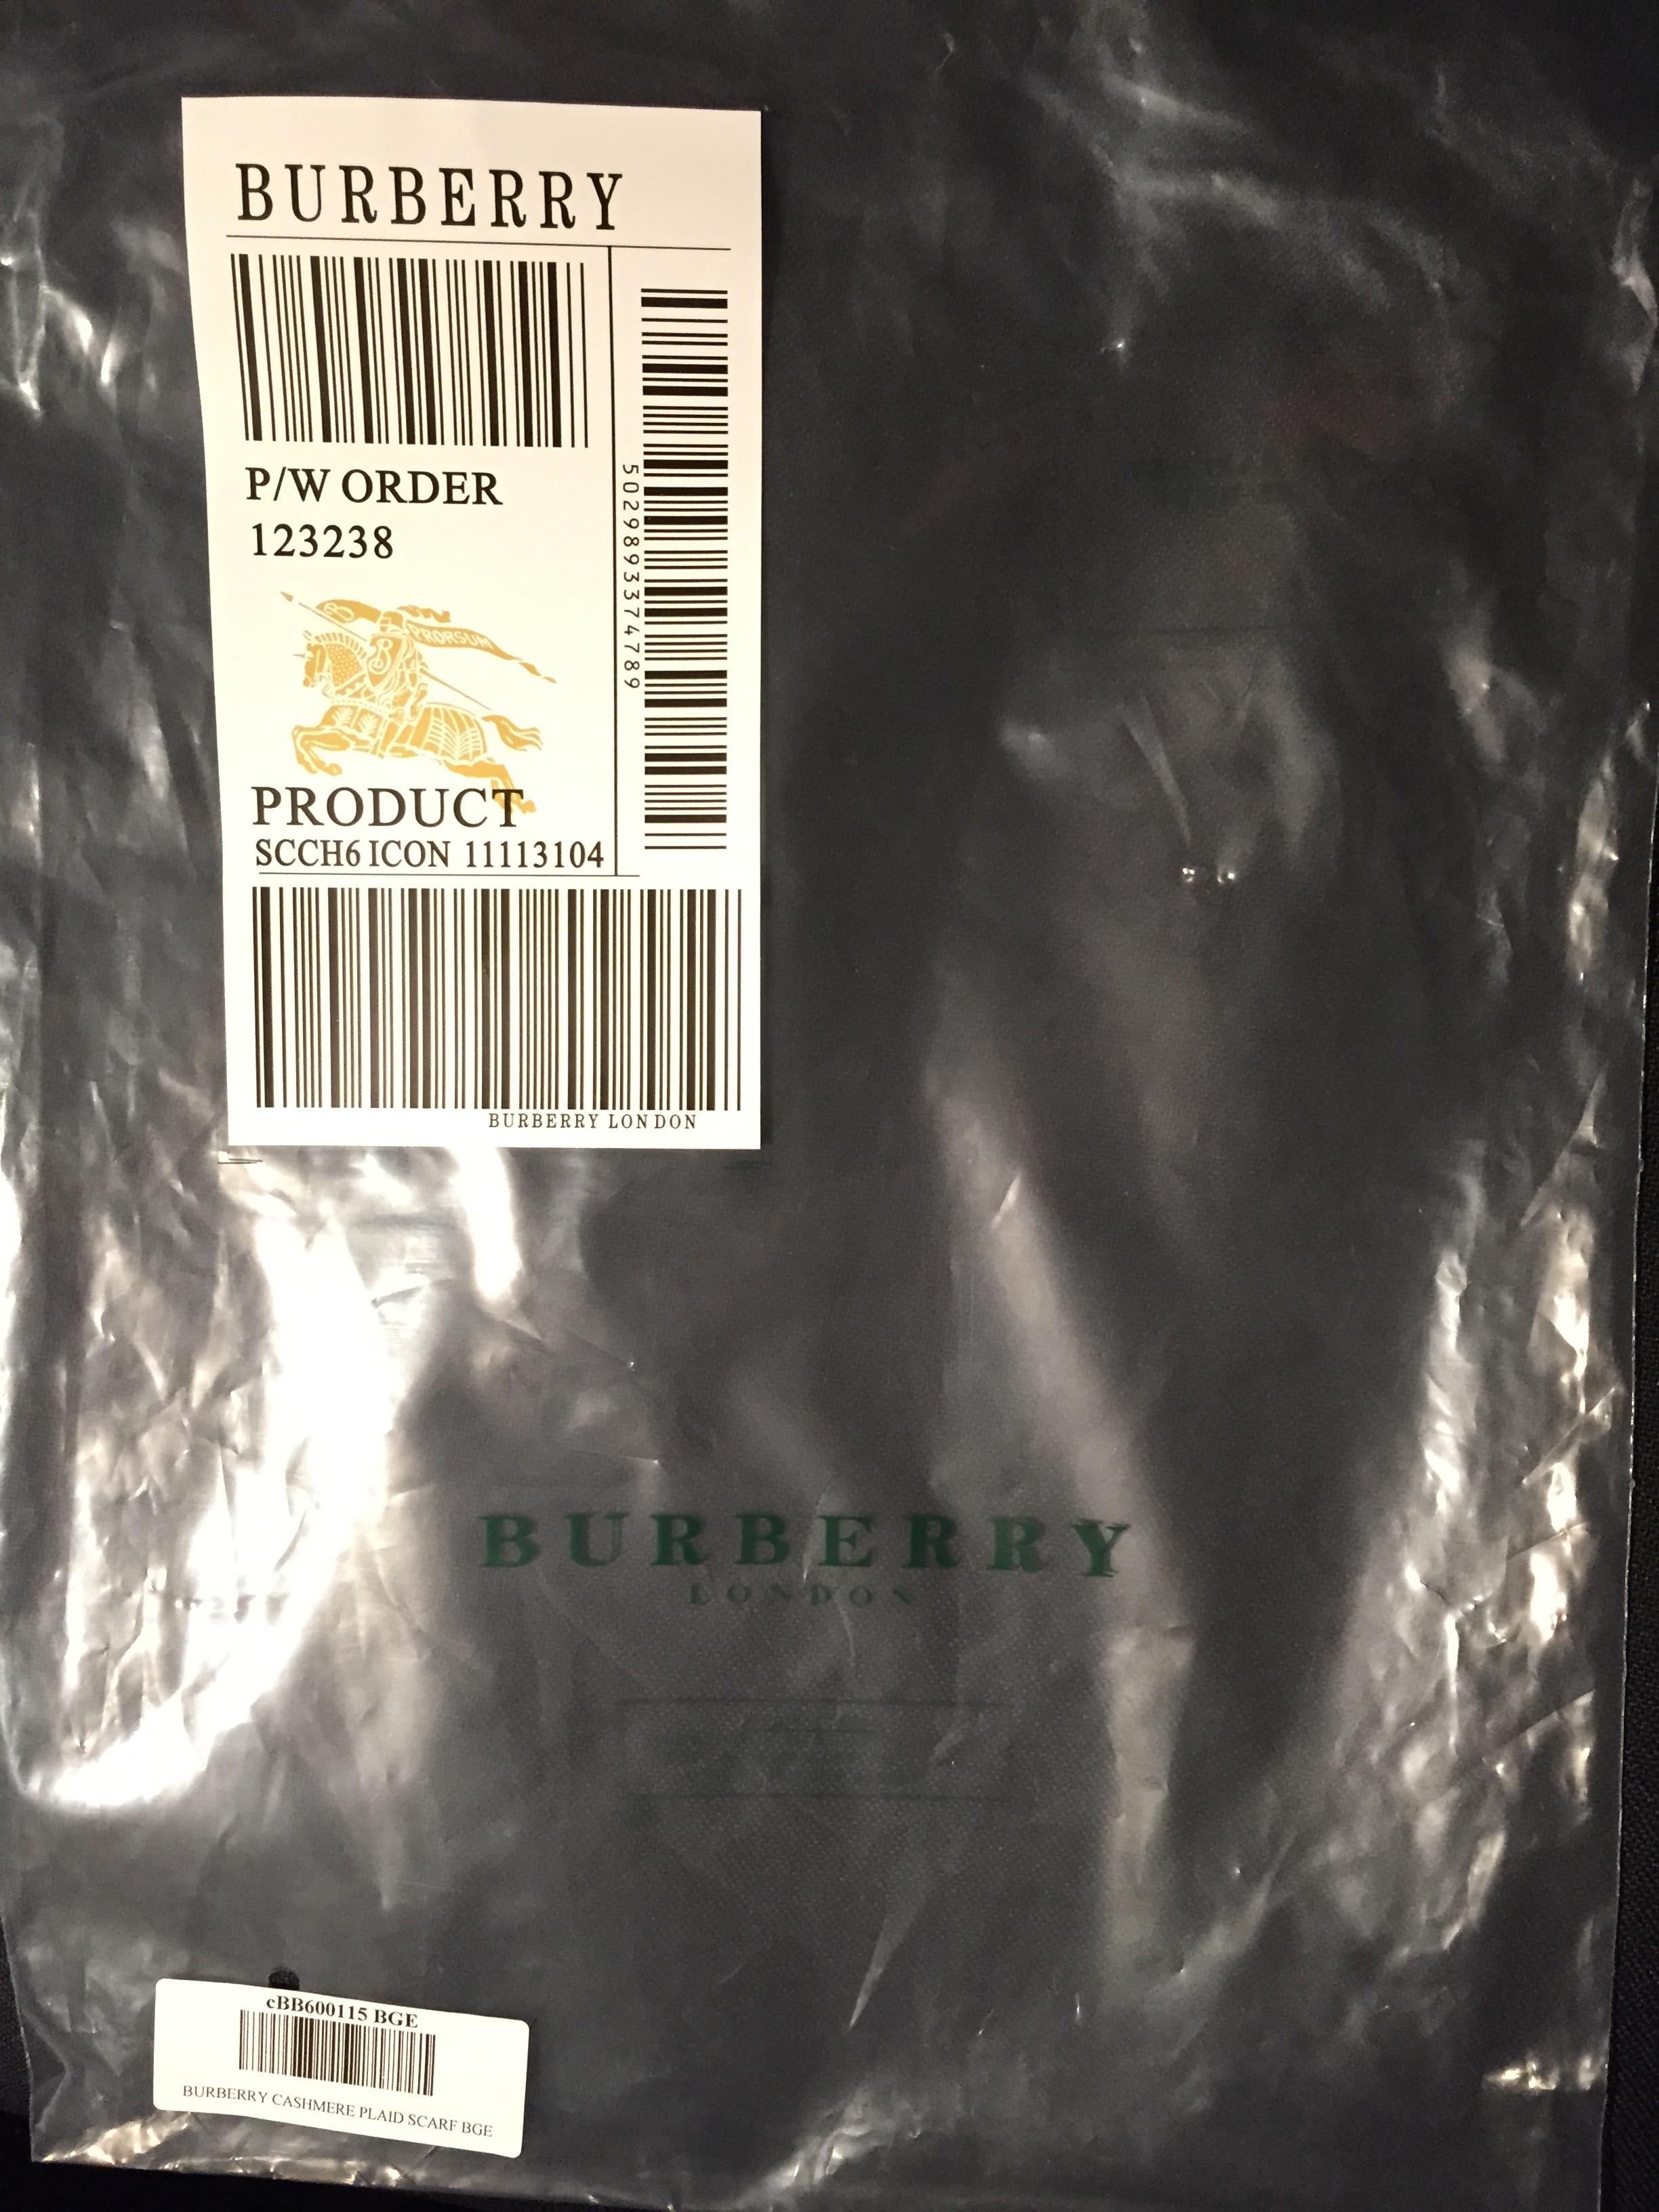 BURBERRY
P/W ORDER
123238
5029893374789
PRORSUM
PRODUCT
SCCH6 ICON 11113104
BURBERRY LONDON
BURBERRY
LONDON
cBB600115 BGE
BURBERRY CASHMERE PLAID SCARF BGE